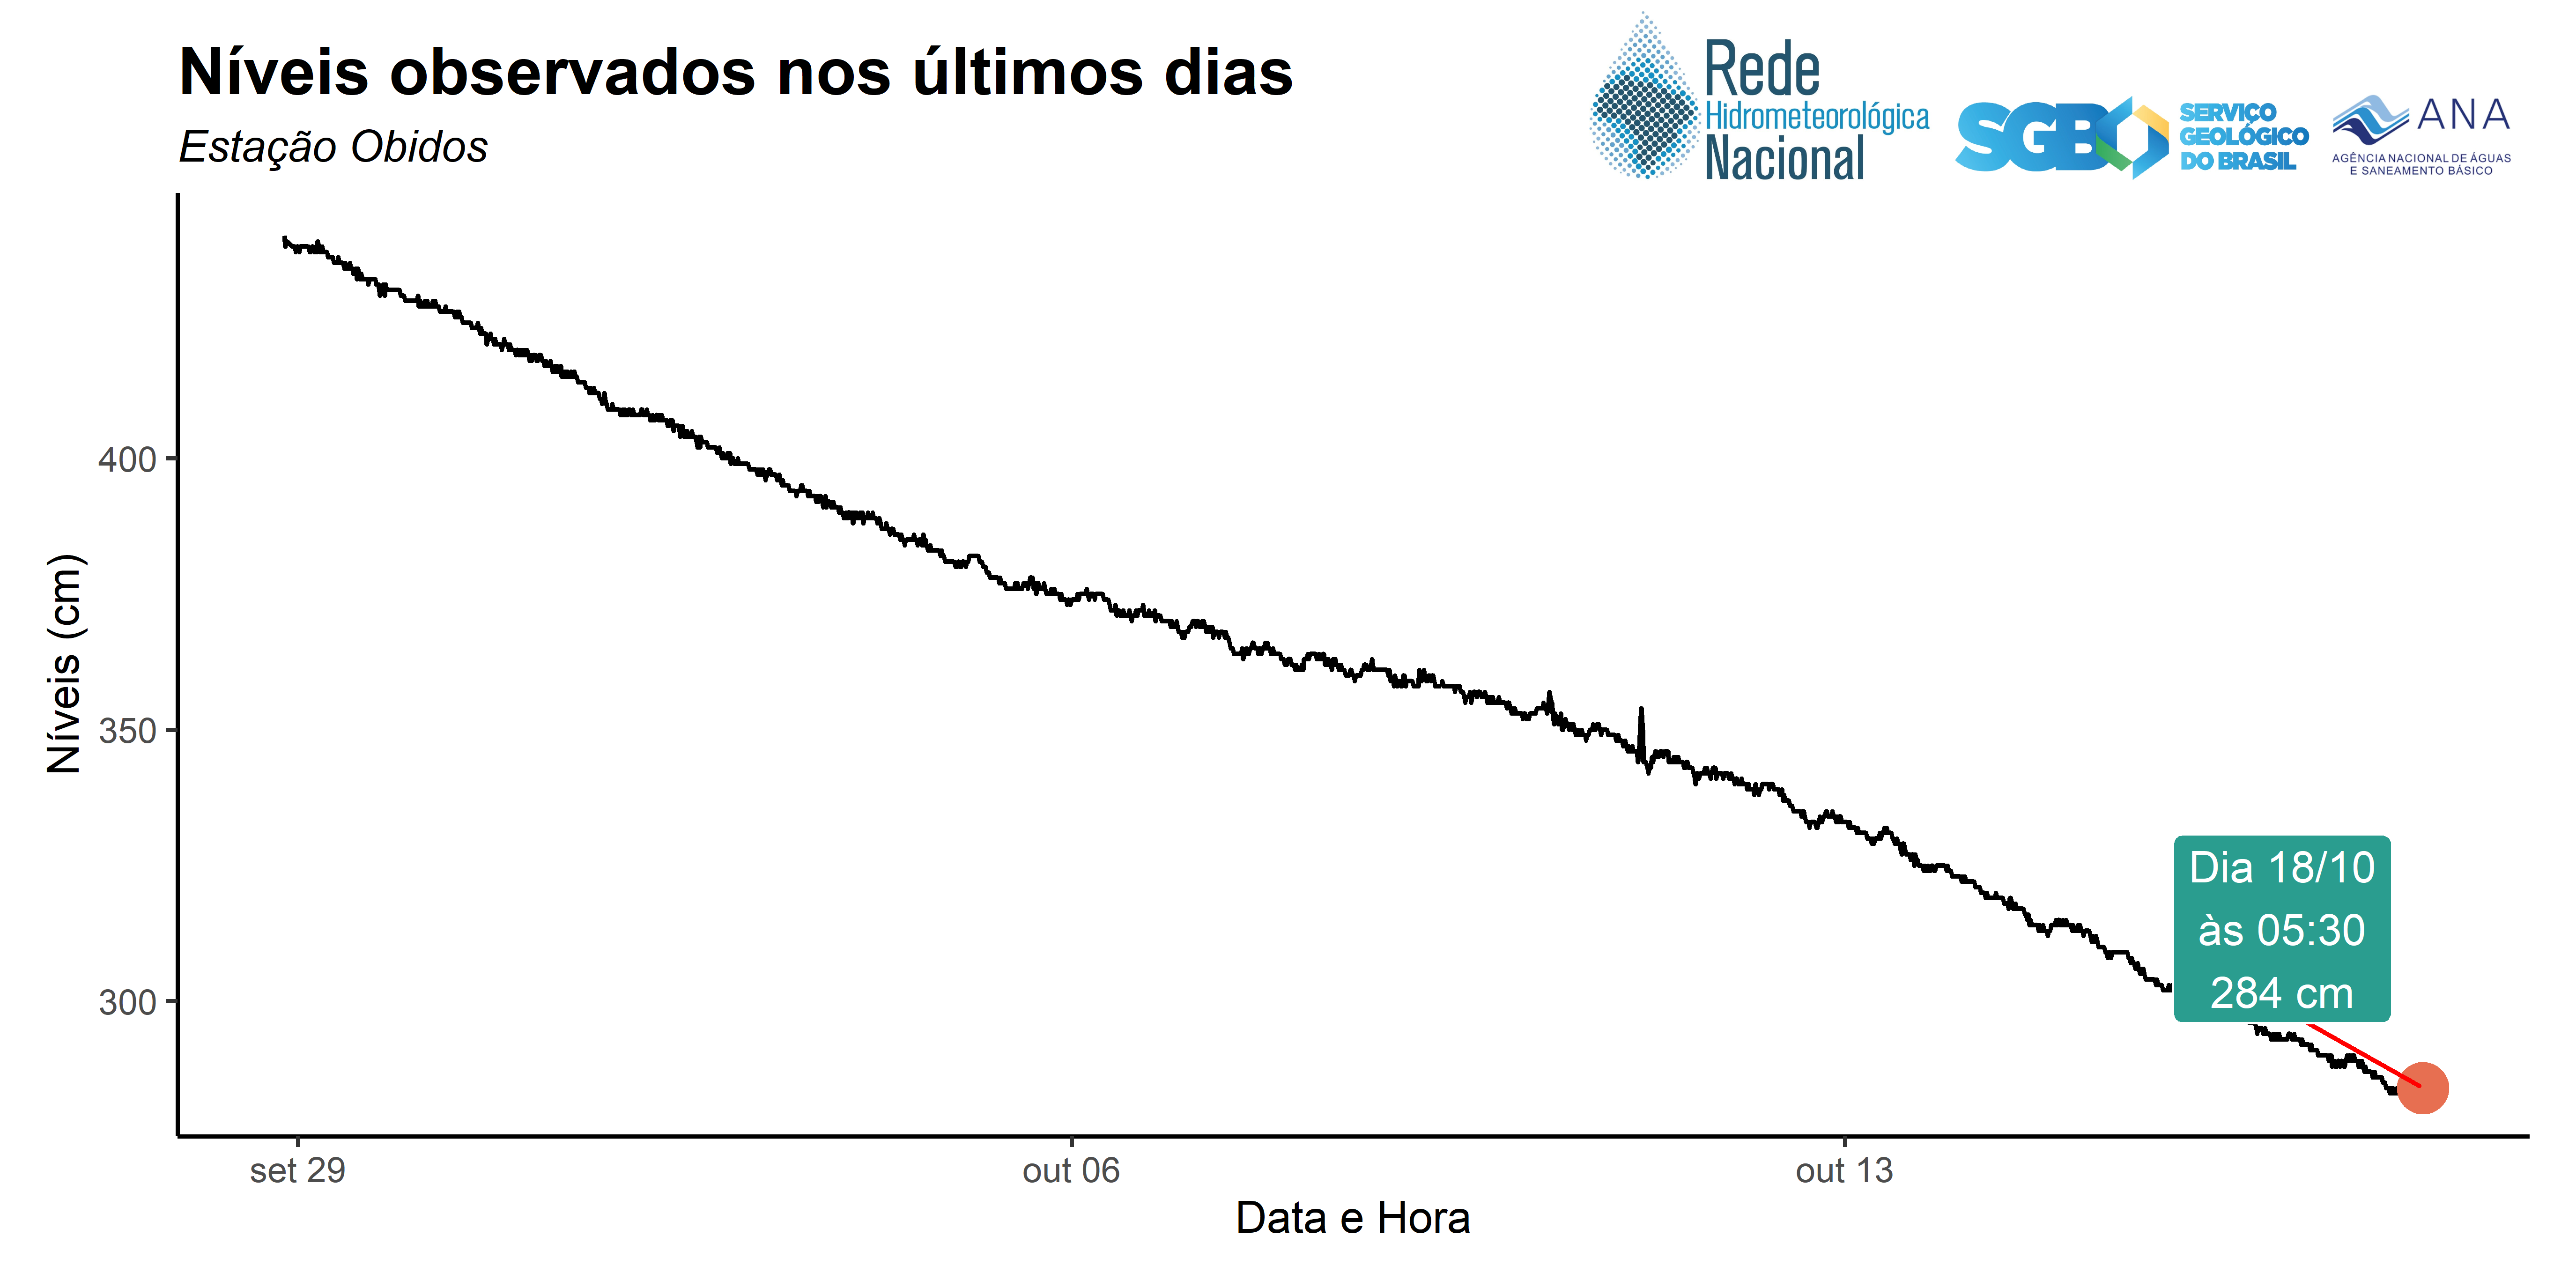 Níveis observados nos últimos dias
Estação Obidos
Rede
Hidrometeorológica
Nacional
SGB
SERVIÇO
GEOLÓGICO
DO BRASIL
ANA
AGÊNCIA NACIONAL DE ÁGUAS
E SANEAMENTO BÁSICO
Níveis (cm)
400
350
300
Dia 18/10
às 05:30
284 cm
set 29
out 06
out 13
Data e Hora